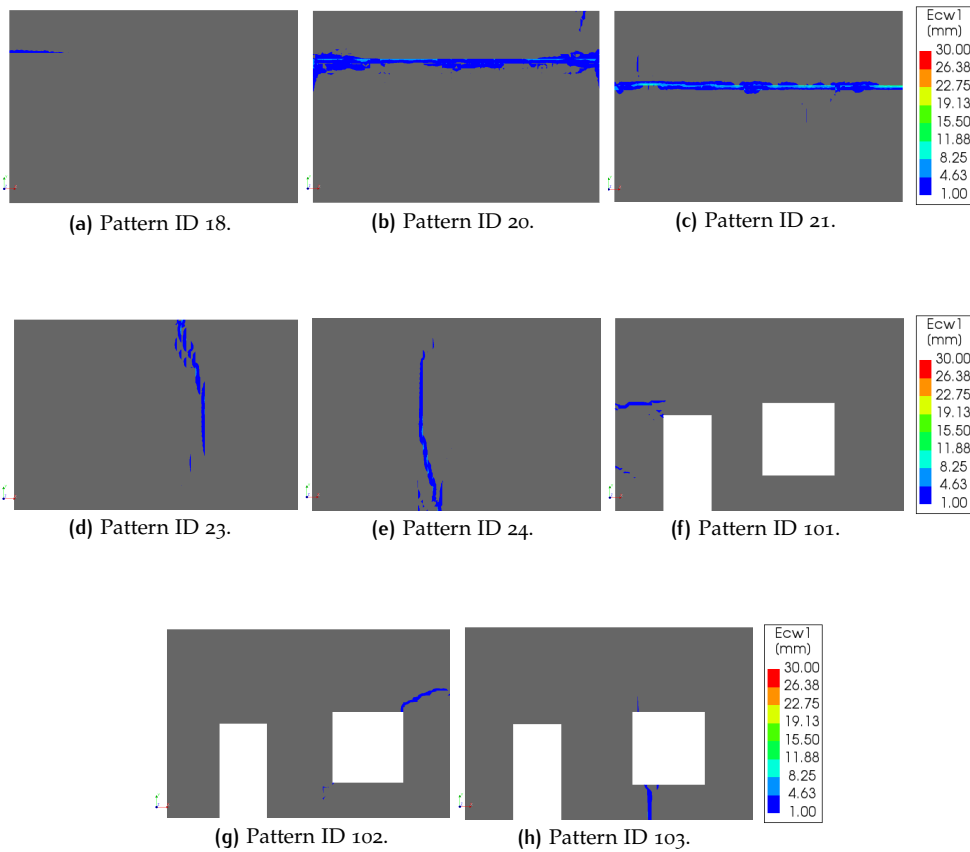 Ecw1
(mm)
30.00
26.38
22.75
19.13
15.50
11.88
8.25
4.63
1.00
(a) Pattern ID 18.
(b) Pattern ID 20.
(c) Pattern ID 21.
Ecw1
(mm)
30.00
26.38
22.75
19.13
15.50
11.88
8.25
4.63
1.00
(d) Pattern ID 23.
(e) Pattern ID 24.
(f) Pattern ID 101.
Ecw1
(mm)
30.00
26.38
22.75
19.13
15.50
11.88
8.25
4.63
1.00
(g) Pattern ID 102.
(h) Pattern ID 103.